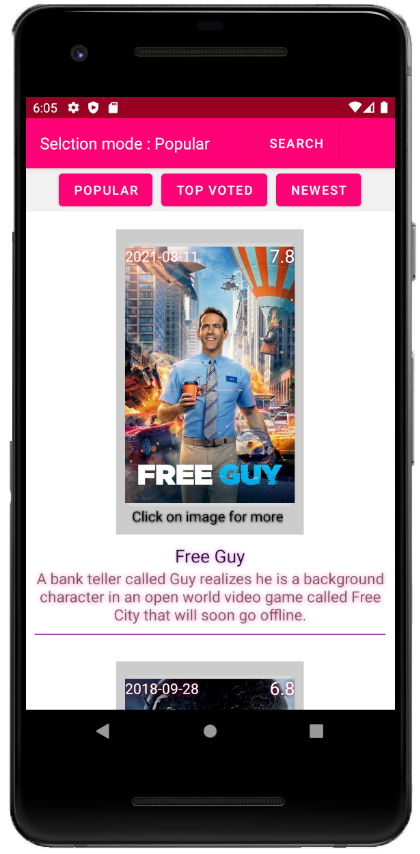 6:05
Selction mode : Popular
SEARCH
POPULAR TOP VOTED NEWEST
2021-08-11 7.8
FREE GUY
Click on image for more
Free Guy
A bank teller called Guy realizes he is a background
character in an open world video game called Free
City that will soon go offline.
2018-09-28 6.8